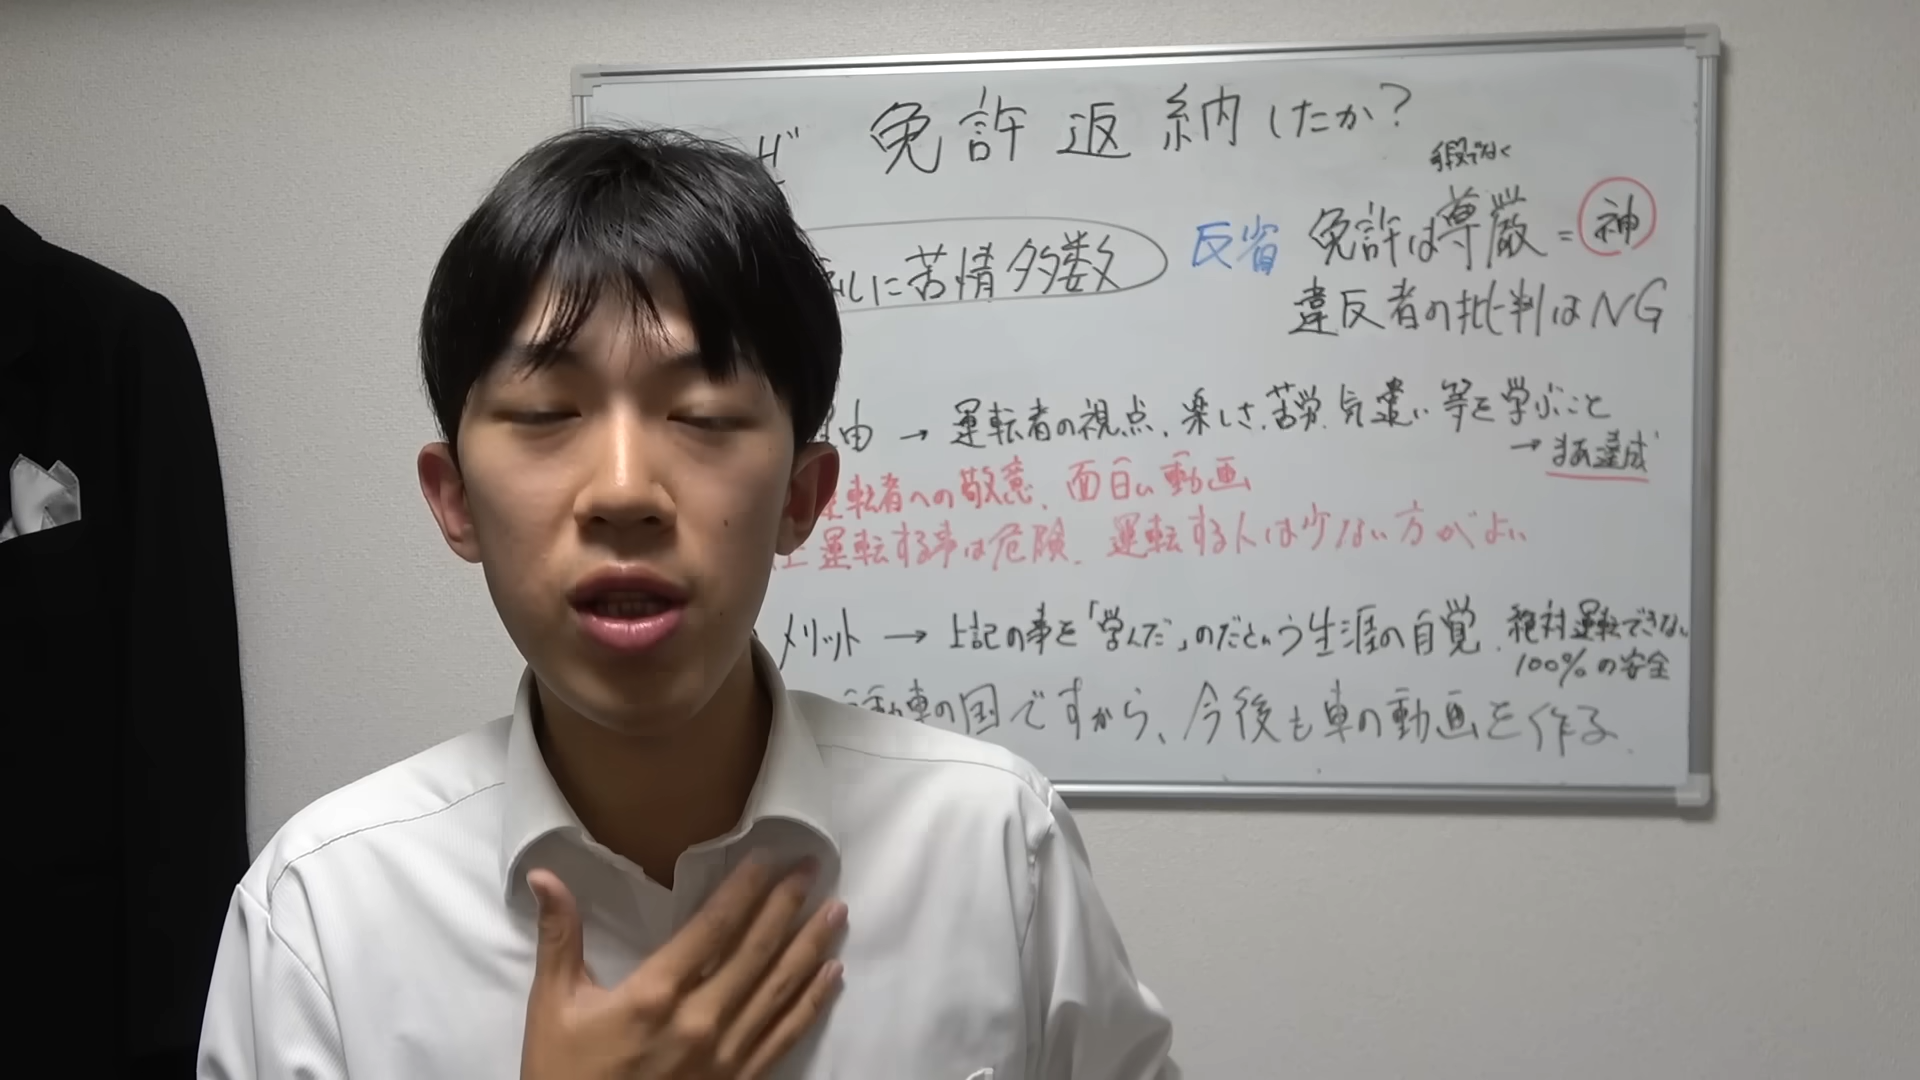 ぜ 免許返納したか?
手段でなく
しに苦情多数
反省 免許は尊厳=神
違反者の批判はNG
由 → 運転者の視点、楽しさ、苦労、気遣い等を学ぶこと
→まあ達成
転者への敬意、面白い動画
運転する事は危険、運転する人は少ない方がよい
メリット → 上記の事を「学んだ」のだという生涯の自覚、絶対運転できない
100%の安全
動車の国ですから、今後も車の動画を作る。